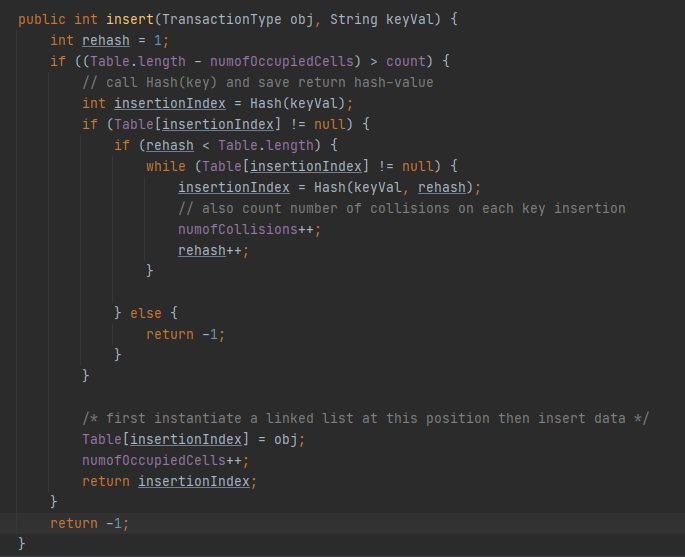 public int insert(TransactionType obj, String keyVal) {
    int rehash = 1;
    if ((Table.length - numofOccupiedCells) > count) {
        // call Hash(key) and save return hash-value
        int insertionIndex = Hash(keyVal);
        if (Table[insertionIndex] != null) {
            if (rehash < Table.length) {
                while (Table[insertionIndex] != null) {
                    insertionIndex = Hash(keyVal, rehash);
                    // also count number of collisions on each key insertion
                    numofCollisions++;
                    rehash++;
                }
            } else {
                return -1;
            }
        }
        /* first instantiate a linked list at this position then insert data */
        Table[insertionIndex] = obj;
        numofOccupiedCells++;
        return insertionIndex;
    }
    return -1;
}